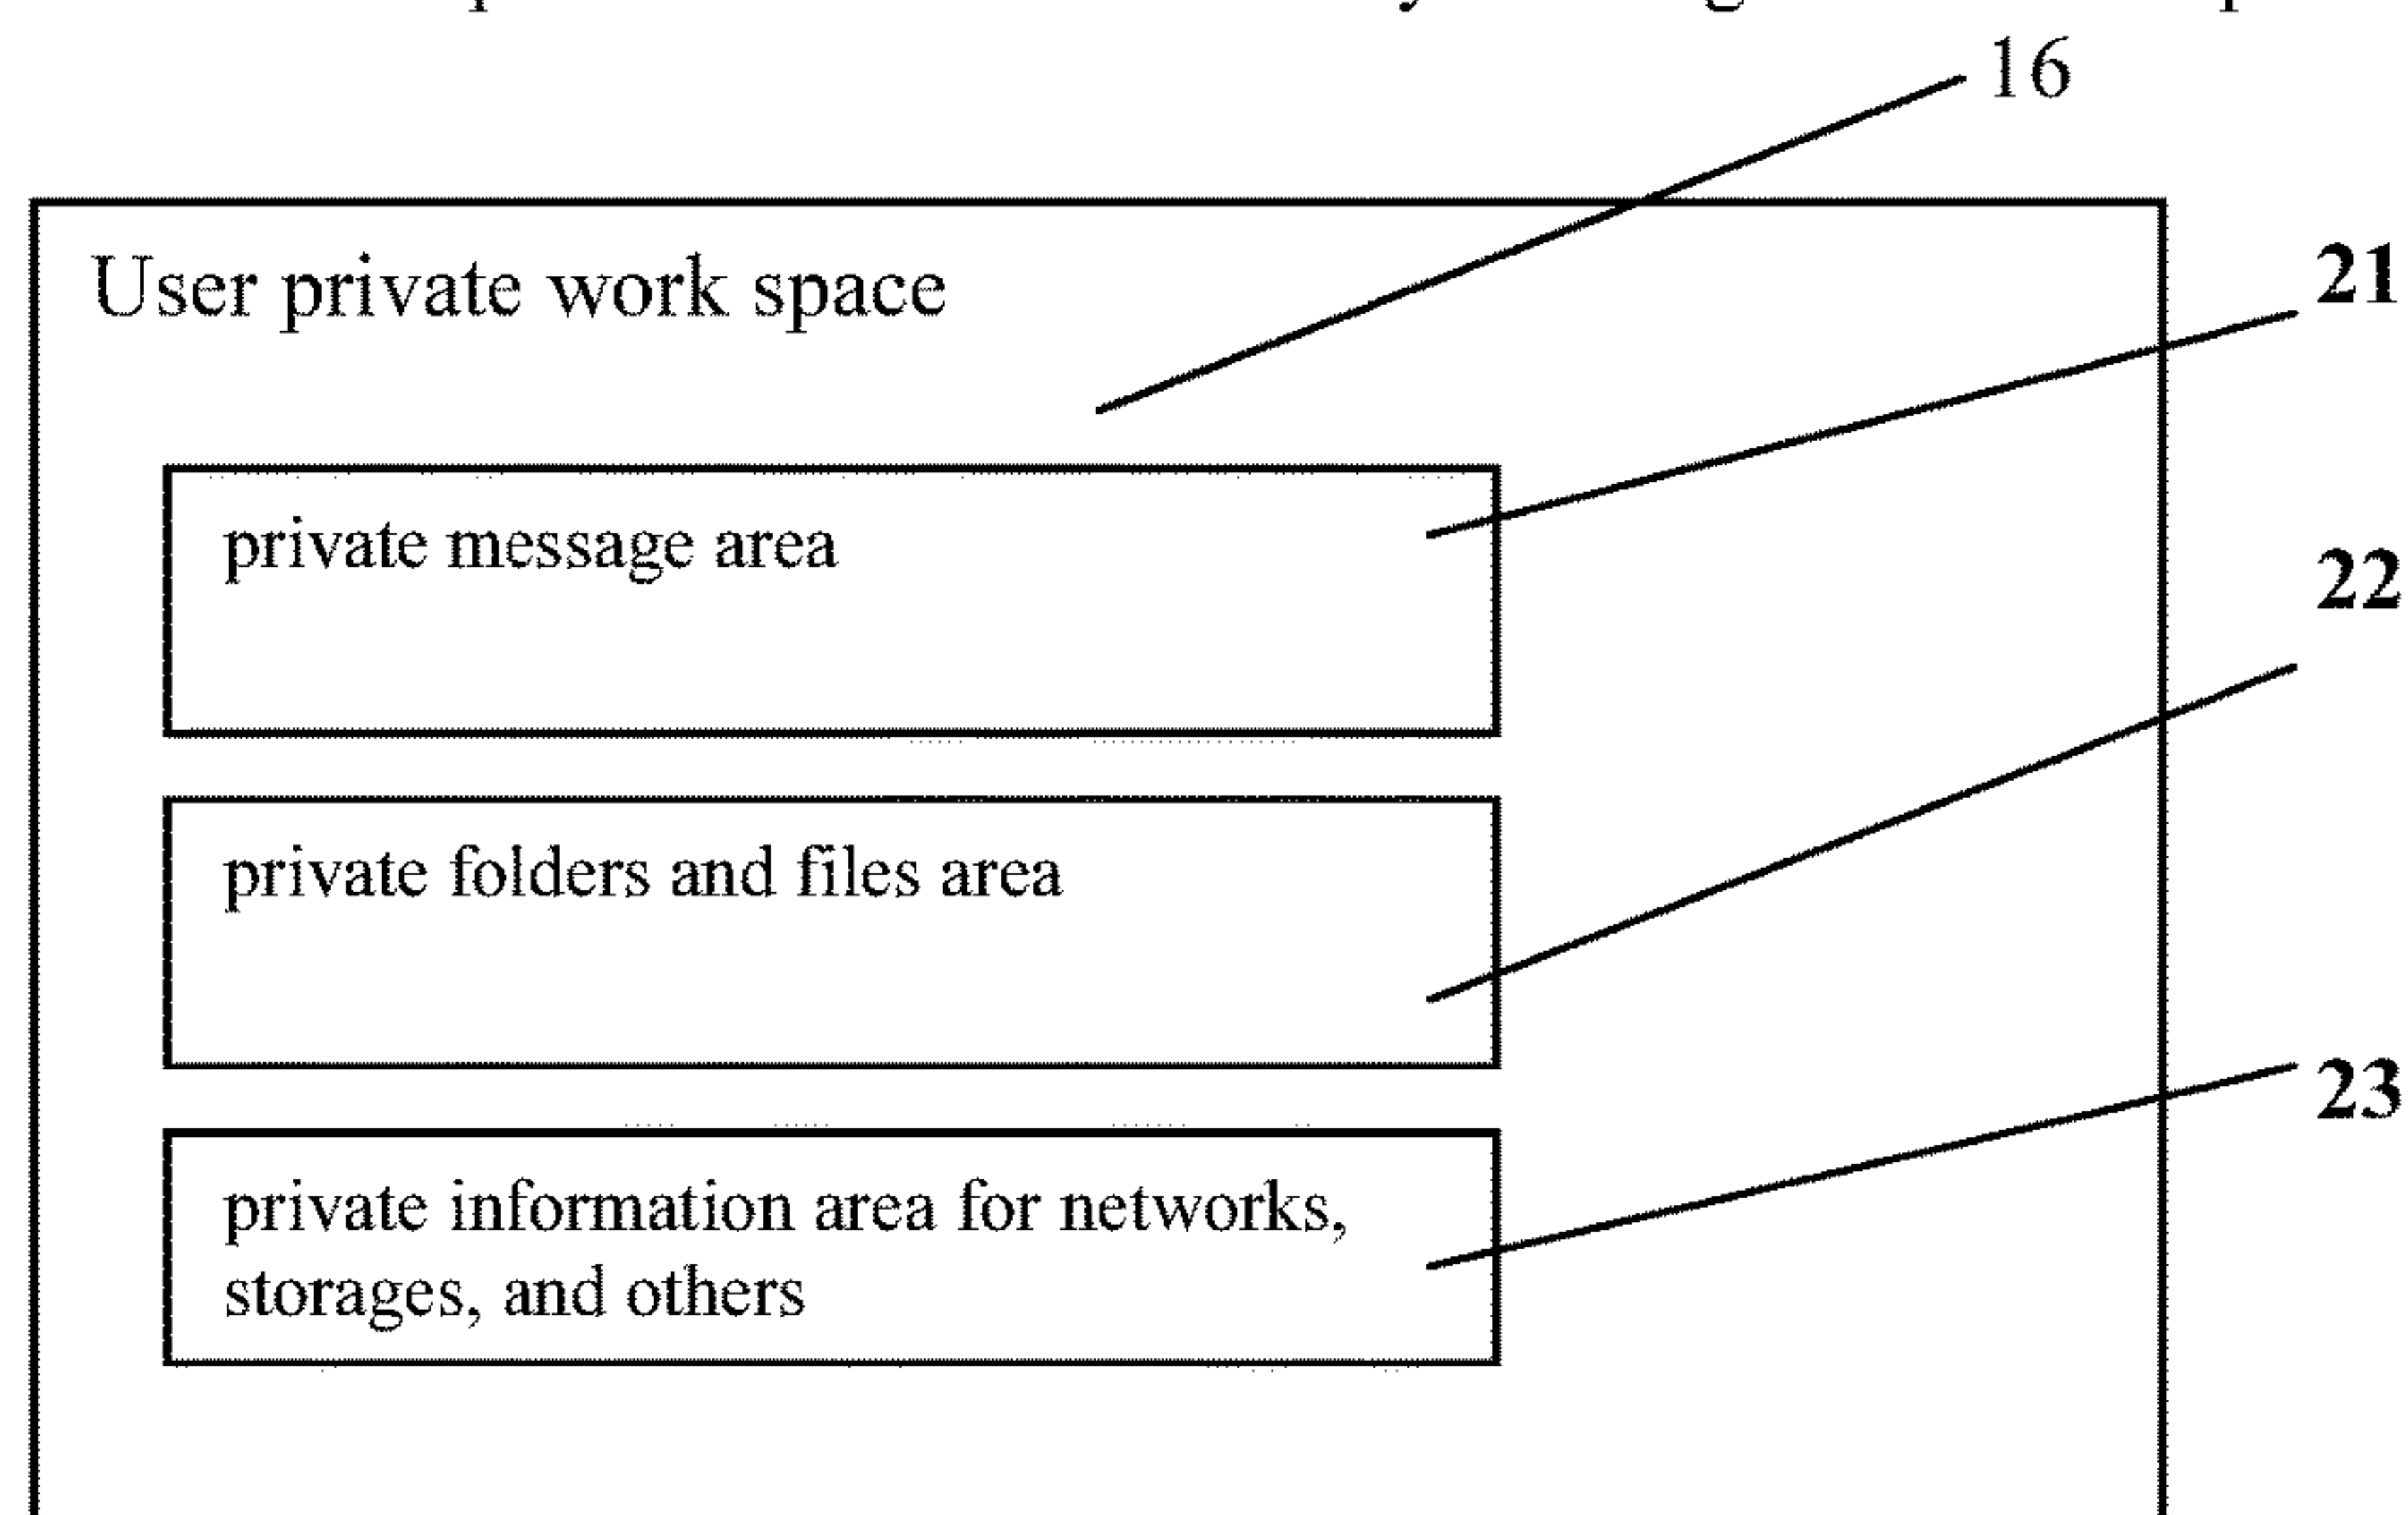 16
User private work space
21
private message area
22
private folders and files area
23
private information area for networks,
storages, and others